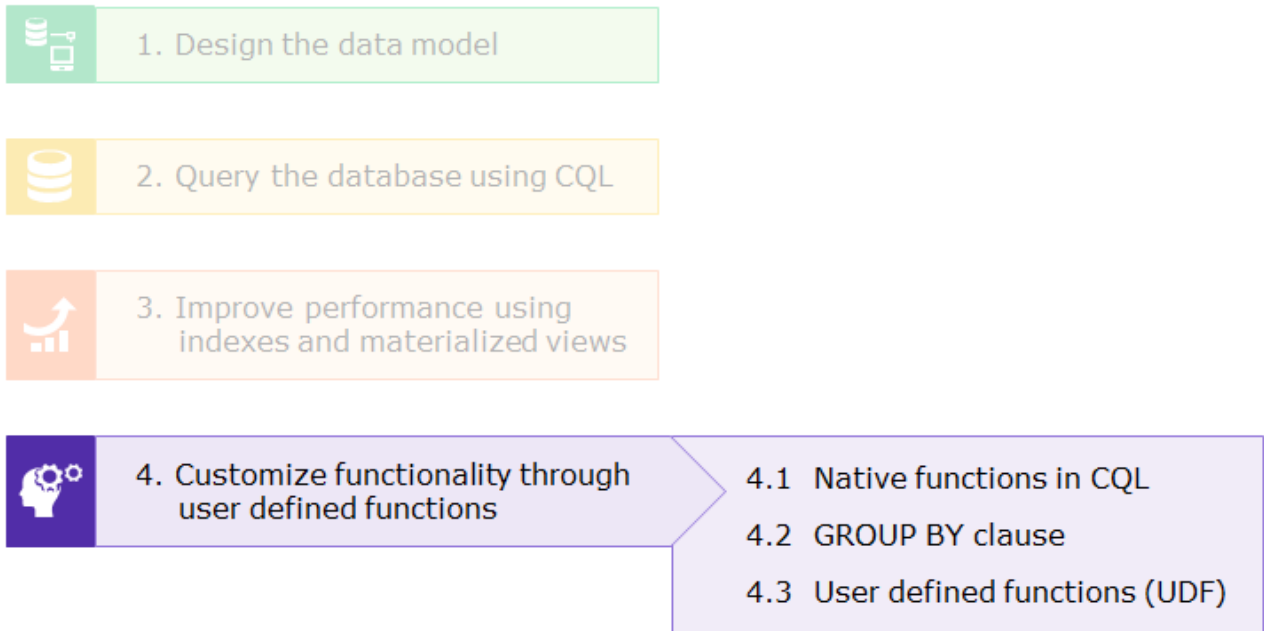 1. Design the data model
2. Query the database using CQL
3. Improve performance using
indexes and materialized views
4. Customize functionality through
user defined functions
4.1 Native functions in CQL
4.2 GROUP BY clause
4.3 User defined functions (UDF)